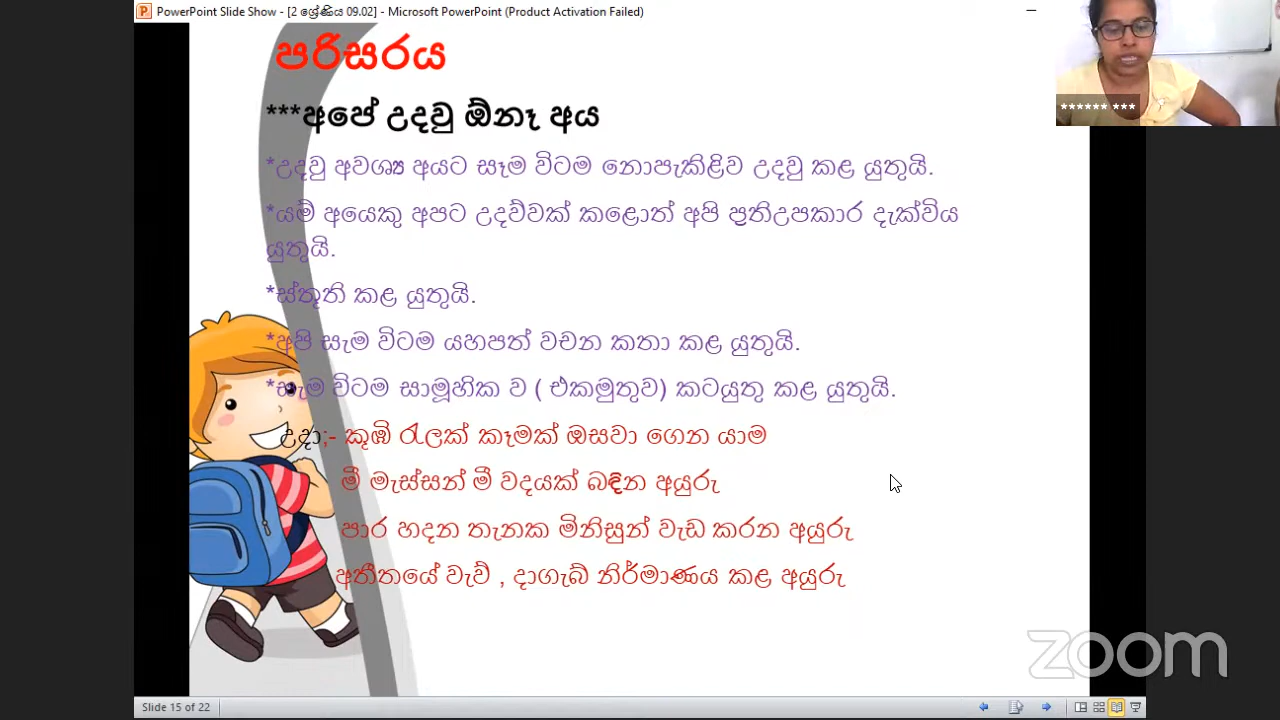 PowerPoint Slide Show - [2 ශ්‍රේණිය 09.02] - Microsoft PowerPoint (Product Activation Failed)
පරිසරය
***අපේ උදවු ඕනෑ අය
*උදවු අවශ්‍ය අයට සෑම විටම නොපැකිළිව උදවු කළ යුතුයි.
*යම් අයෙකු අපට උදව්වක් කළොත් අපි ප්‍රතිඋපකාර දැක්විය
යුතුයි.
*ස්තූති කළ යුතුයි.
*අපි සැම විටම යහපත් වචන කතා කළ යුතුයි.
*සැම විටම සාමූහික ව ( එකමුතුව) කටයුතු කළ යුතුයි.
උදා;- කූඹි රැලක් කෑමක් ඔසවා ගෙන යාම
මී මැස්සන් මී වදයක් බඳින අයුරු
පාර හදන තැනක මිනිසුන් වැඩ කරන අයුරු
අතීතයේ වැව් , දාගැබ් නිර්මාණය කළ අයුරු
****** ***
zoom
Slide 15 of 22